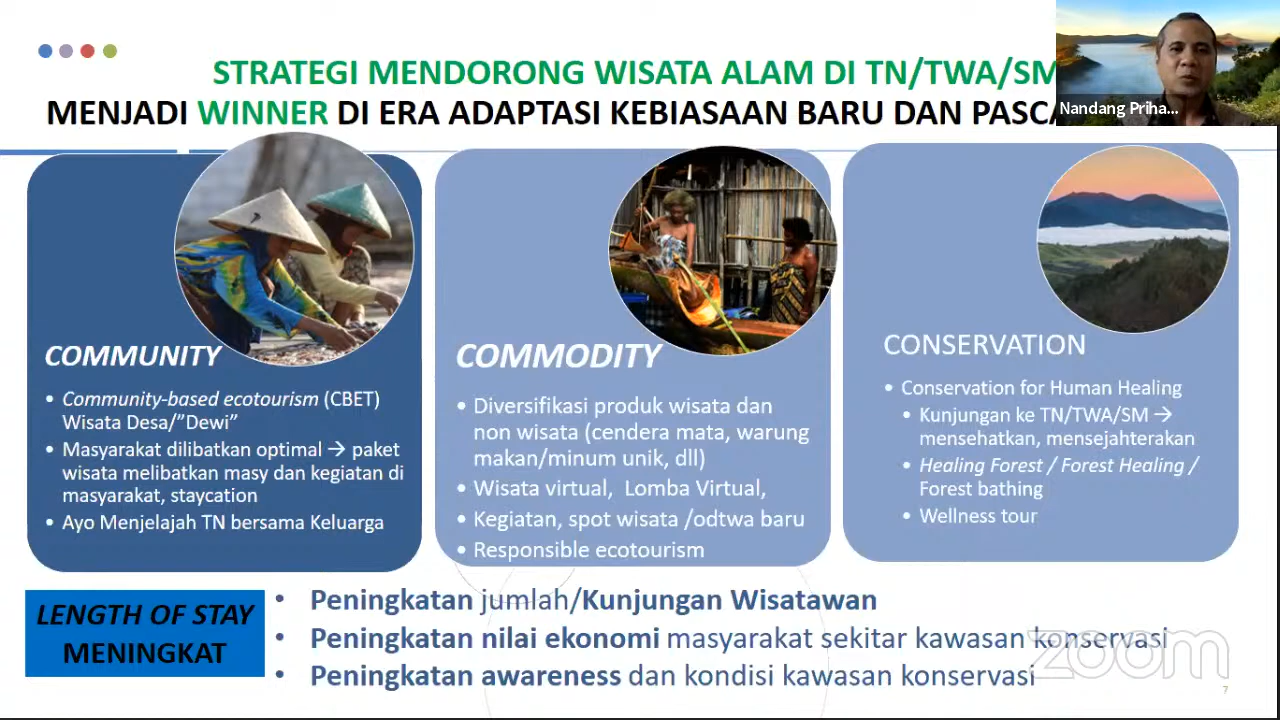 STRATEGI MENDORONG WISATA ALAM DI TN/TWA/SM
MENJADI WINNER DI ERA ADAPTASI KEBIASAAN BARU DAN
Nandang Priha...
COMMUNITY
• Community-based ecotourism (CBET)
Wisata Desa/”Dewi”
• Masyarakat dilibatkan optimal → paket
wisata melibatkan masy dan kegiatan di
masyarakat, staycation
• Ayo Menjelajah TN bersama Keluarga
COMMODITY
• Diversifikasi produk wisata dan
non wisata (cendera mata, warung
makan/minum unik, dll)
• Wisata virtual, Lomba Virtual,
• Kegiatan, spot wisata /odtwa baru
• Responsible ecotourism
CONSERVATION
• Conservation for Human Healing
• Kunjungan ke TN/TWA/SM →
mensehatkan, mensejahterakan
• Healing Forest / Forest Healing /
Forest bathing
• Wellness tour
LENGTH OF STAY
MENINGKAT
• Peningkatan jumlah/Kunjungan Wisatawan
• Peningkatan nilai ekonomi masyarakat sekitar kawasan konservasi
• Peningkatan awareness dan kondisi kawasan konservasi
zoom
7